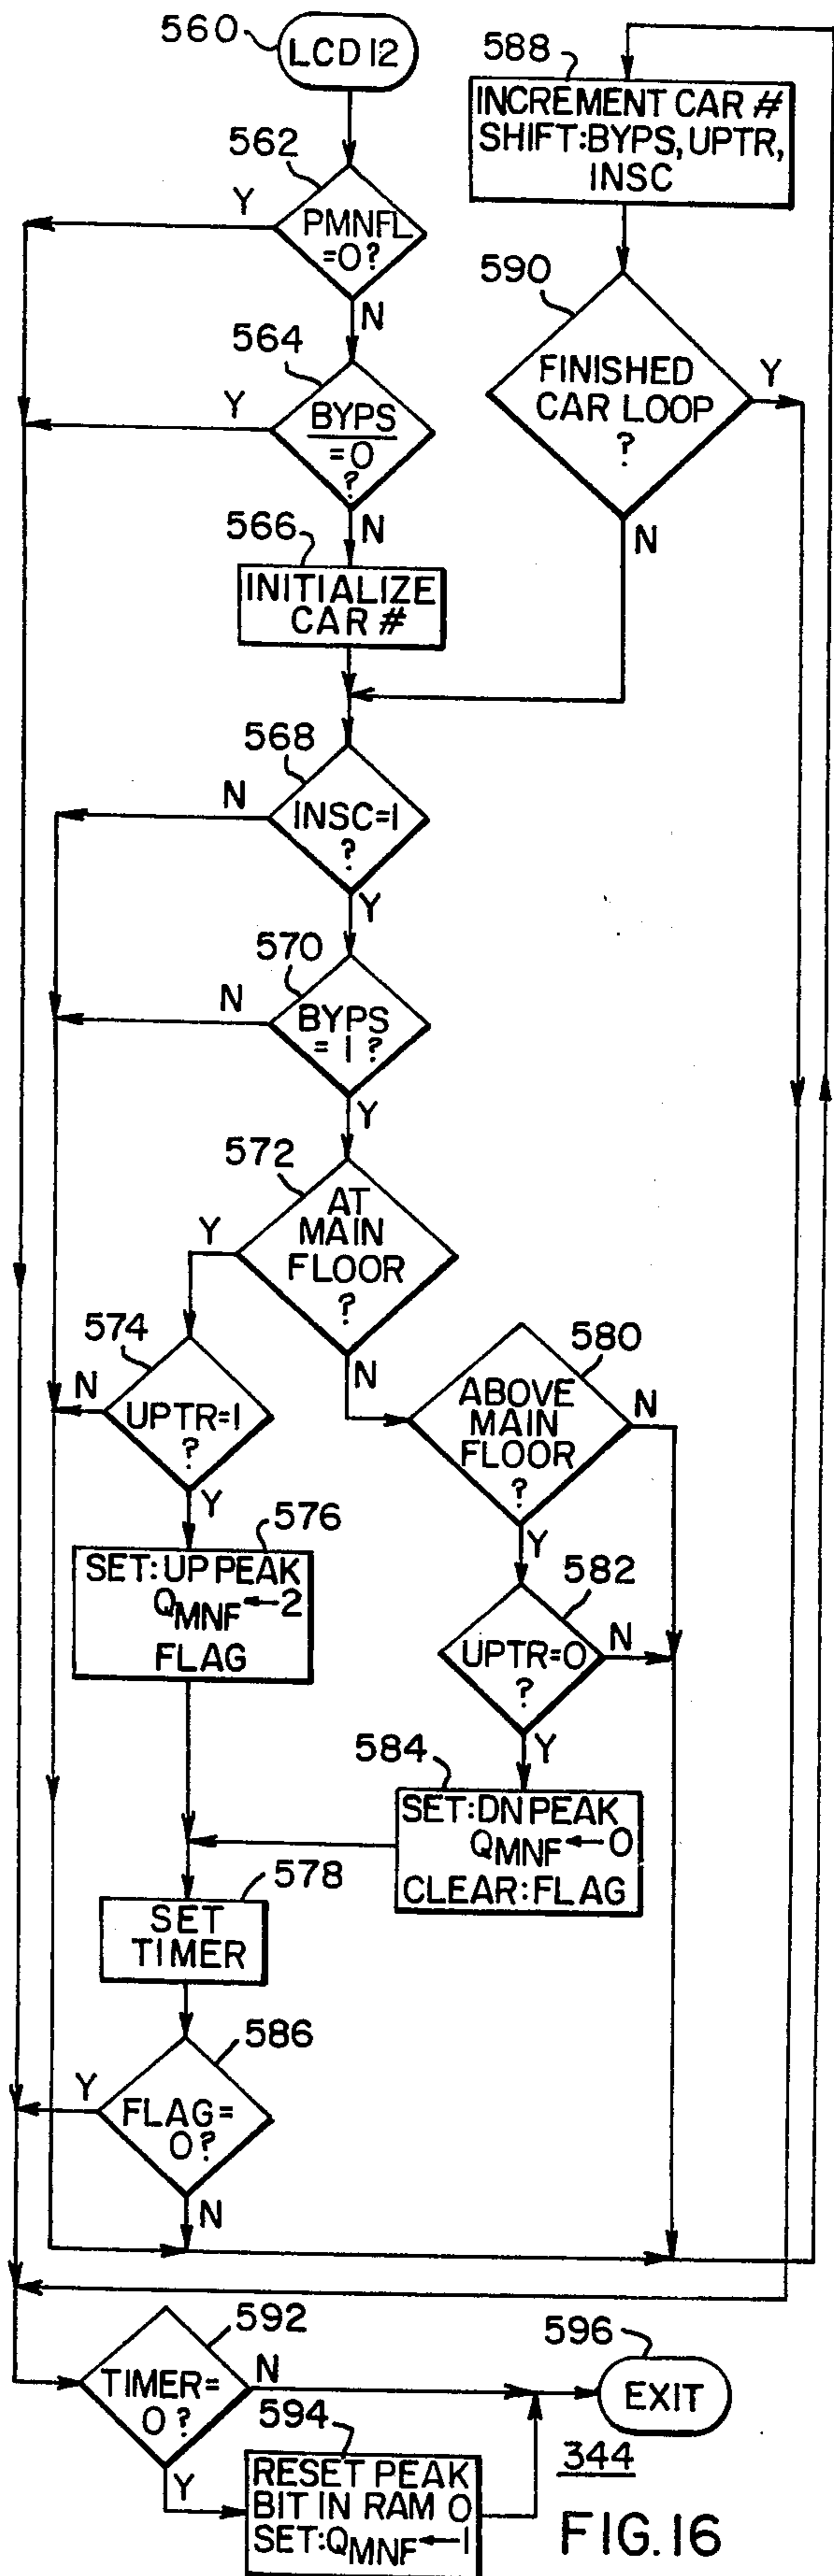 560
LCD12
562
PMNFL
=0?
Y
N
564
BYPS
=0
?
Y
N
566
INITIALIZE
CAR #
588
INCREMENT CAR #
SHIFT:BYPS, UPTR,
INSC
590
FINISHED
CAR LOOP
?
Y
N
568
INSC=1
?
N
Y
570
BYPS
=1?
N
Y
572
AT
MAIN
FLOOR
?
Y
N
574
UPTR=1
?
N
Y
576
SET:UP PEAK
QMNF←2
FLAG
580
ABOVE
MAIN
FLOOR
?
N
Y
582
UPTR=0
?
N
Y
584
SET:DN PEAK
QMNF←0
CLEAR:FLAG
578
SET
TIMER
586
FLAG=
0?
Y
N
592
TIMER=
0?
N
Y
594
RESET PEAK
BIT IN RAM 0
SET:QMNF←1
596
EXIT
344
FIG.16